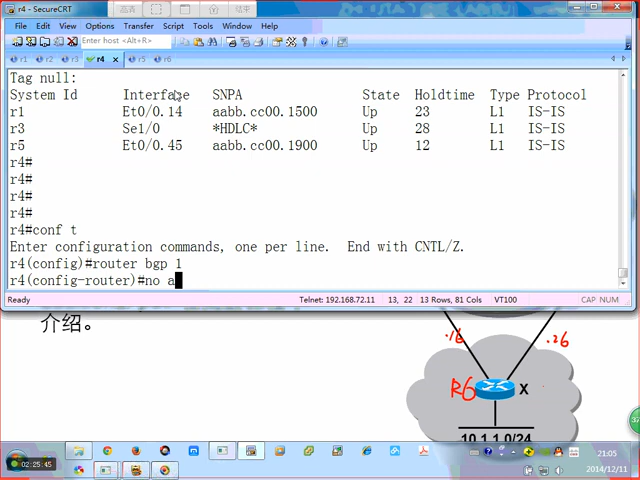 r4 - SecureCRT
File Edit View Options Transfer Script Tools Window Help
Enter host <Alt+R>
r1 r2 r3 r4 r5 r6
Tag null:
System Id Interface SNPA State Holdtime Type Protocol
r1 Et0/0.14 aabb.cc00.1500 Up 23 L1 IS-IS
r3 Se1/0 *HDLC* Up 28 L1 IS-IS
r5 Et0/0.45 aabb.cc00.1900 Up 12 L1 IS-IS
r4#
r4#
r4#
r4#
r4#conf t
Enter configuration commands, one per line. End with CNTL/Z.
r4(config)#router bgp 1
r4(config-router)#no a
Ready Telnet: 192.168.72.11 13, 22 13 Rows, 81 Cols VT100 CAP NUM
介绍。
.16 .26
R6 X
10.1.1.0/24
02:25:45
21:05
2014/12/11